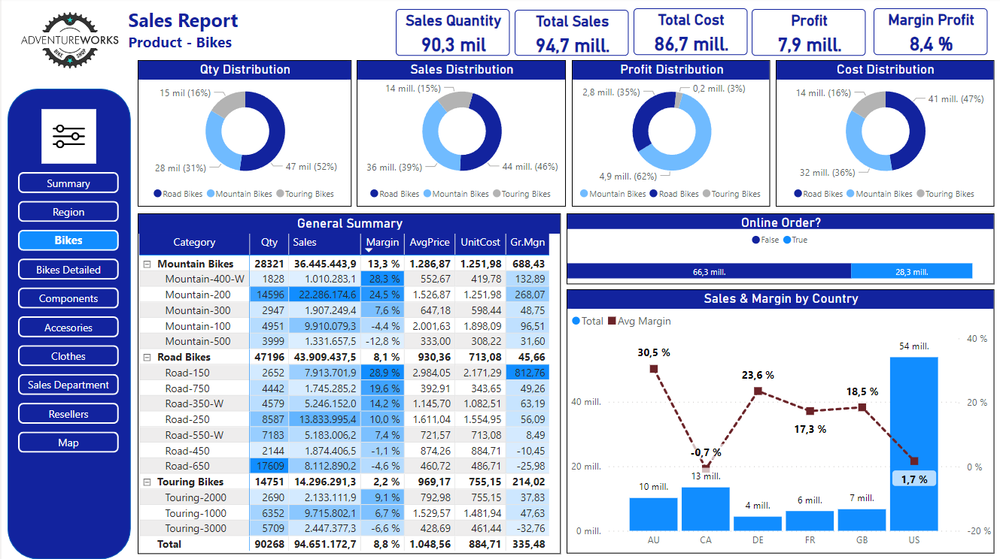 ADVENTUREWORKS
BIKE SHOP
Sales Report
Product - Bikes
Sales Quantity
90,3 mil
Total Sales
94,7 mill.
Total Cost
86,7 mill.
Profit
7,9 mill.
Margin Profit
8,4 %
Summary
Region
Bikes
Bikes Detailed
Components
Accesories
Clothes
Sales Department
Resellers
Map
Qty Distribution
15 mil (16%)
28 mil (31%)
47 mil (52%)
Road Bikes Mountain Bikes Touring Bikes
Sales Distribution
14 mill. (15%)
36 mill. (39%)
44 mill. (46%)
Road Bikes Mountain Bikes Touring Bikes
Profit Distribution
2,8 mill. (35%)
0,2 mill. (3%)
4,9 mill. (62%)
Mountain Bikes Road Bikes Touring Bikes
Cost Distribution
14 mill. (16%)
41 mill. (47%)
32 mill. (36%)
Road Bikes Mountain Bikes Touring Bikes
General Summary
Category Qty Sales Margin AvgPrice UnitCost Gr.Mgn
Mountain Bikes 28321 36.445.443,9 13,3 % 1.286,87 1.251,98 688,43
Mountain-400-W 1828 1.010.283,1 28,3 % 552,67 419,78 132,89
Mountain-200 14596 22.286.174,6 24,5 % 1.526,87 1.251,98 268,07
Mountain-300 2947 1.907.249,4 7,6 % 647,18 598,44 48,75
Mountain-100 4951 9.910.079,3 -4,4 % 2.001,63 1.898,09 96,51
Mountain-500 3999 1.331.657,5 -12,8 % 333,00 308,22 31,60
Road Bikes 47196 43.909.437,5 8,1 % 930,36 713,08 45,66
Road-150 2652 7.913.701,9 28,9 % 2.984,05 2.171,29 812,76
Road-750 4442 1.745.285,2 19,6 % 392,91 343,65 49,26
Road-350-W 4579 5.246.152,0 14,2 % 1.145,70 1.082,51 63,19
Road-250 8587 13.833.995,4 10,0 % 1.611,04 1.554,95 56,09
Road-550-W 7183 5.183.006,2 7,4 % 721,57 713,08 8,49
Road-450 2144 1.874.406,5 -1,1 % 874,26 884,71 -10,45
Road-650 17609 8.112.890,2 -4,6 % 460,72 486,71 -25,98
Touring Bikes 14751 14.296.291,3 2,2 % 969,17 755,15 214,02
Touring-2000 2690 2.133.111,9 9,1 % 792,98 755,15 37,83
Touring-1000 6352 9.715.802,1 6,7 % 1.529,57 1.481,94 47,63
Touring-3000 5709 2.447.377,3 -6,6 % 428,69 461,44 -32,76
Total 90268 94.651.172,7 8,8 % 1.048,56 884,71 335,48
Online Order?
False True
66,3 mill. 28,3 mill.
Sales & Margin by Country
Total Avg Margin
40 %
54 mill.
30,5 %
23,6 %
18,5 %
40 mill.
20 %
17,3 %
-0,7 %
20 mill.
0 %
13 mill.
1,7 %
10 mill.
6 mill.
7 mill.
4 mill.
0 mill.
-20 %
AU CA DE FR GB US